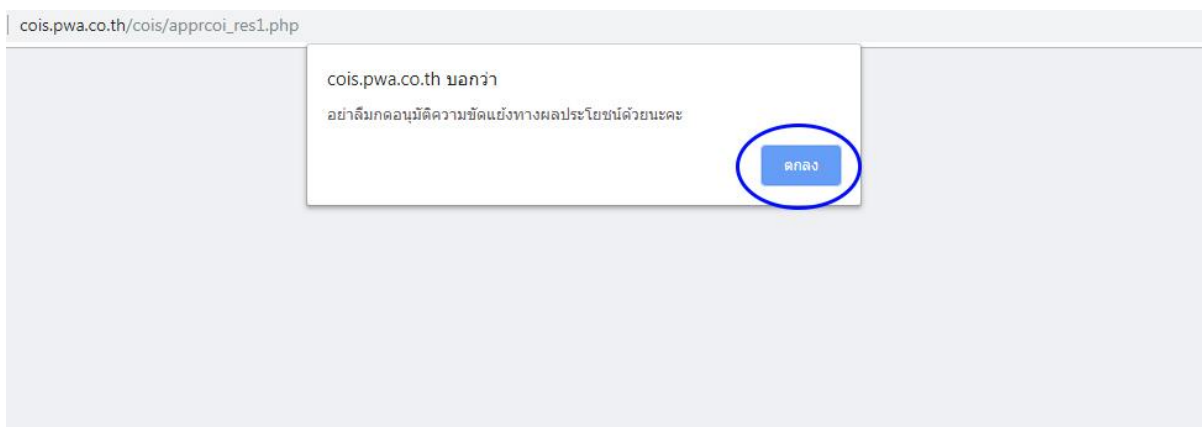 cois.pwa.co.th/cois/apprcoi_res1.php
cois.pwa.co.th บอกว่า
อย่าลืมกดอนุมัติความขัดแย้งทางผลประโยชน์ด้วยนะคะ
ตกลง